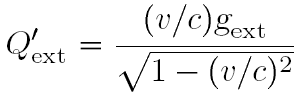 Q′_ext = (v/c)g_ext / √(1 − (v/c)²)